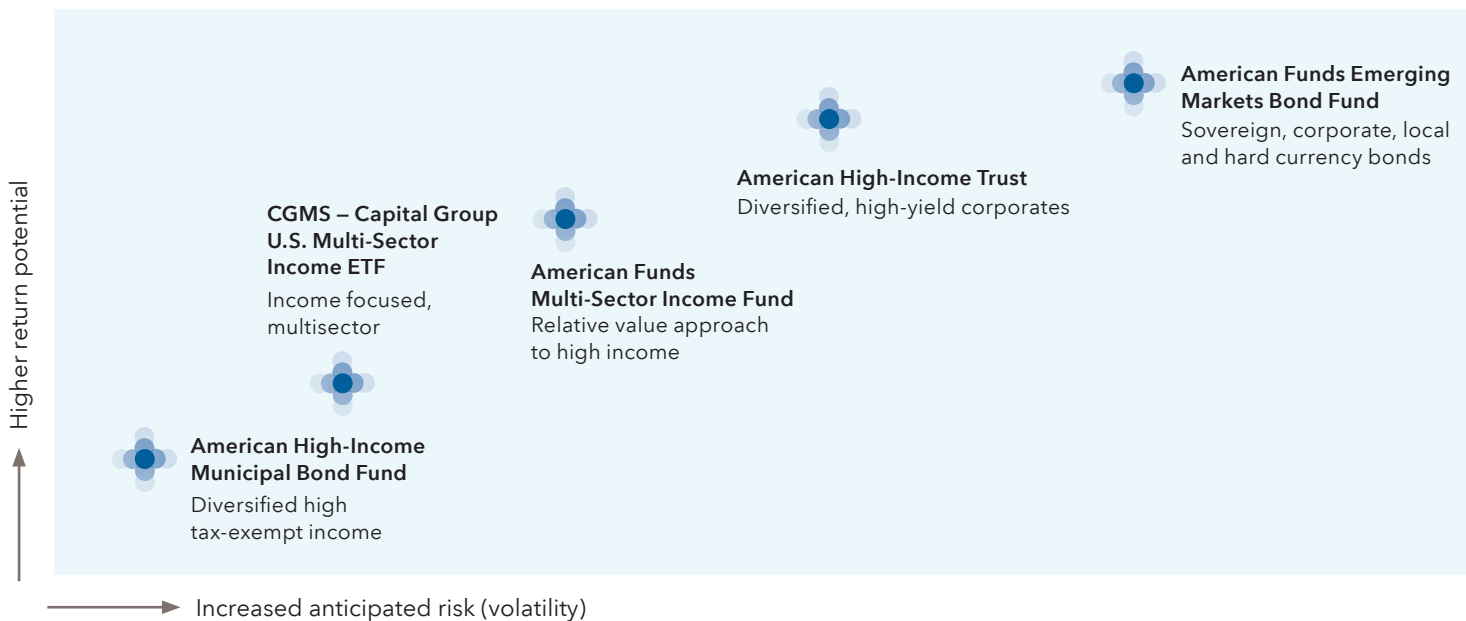 American Funds Emerging
Markets Bond Fund
Sovereign, corporate, local
and hard currency bonds
American High-Income Trust
Diversified, high-yield corporates
CGMS – Capital Group
U.S. Multi-Sector
Income ETF
Income focused,
multisector
American Funds
Multi-Sector Income Fund
Relative value approach
to high income
American High-Income
Municipal Bond Fund
Diversified high
tax-exempt income
Higher return potential
Increased anticipated risk (volatility)